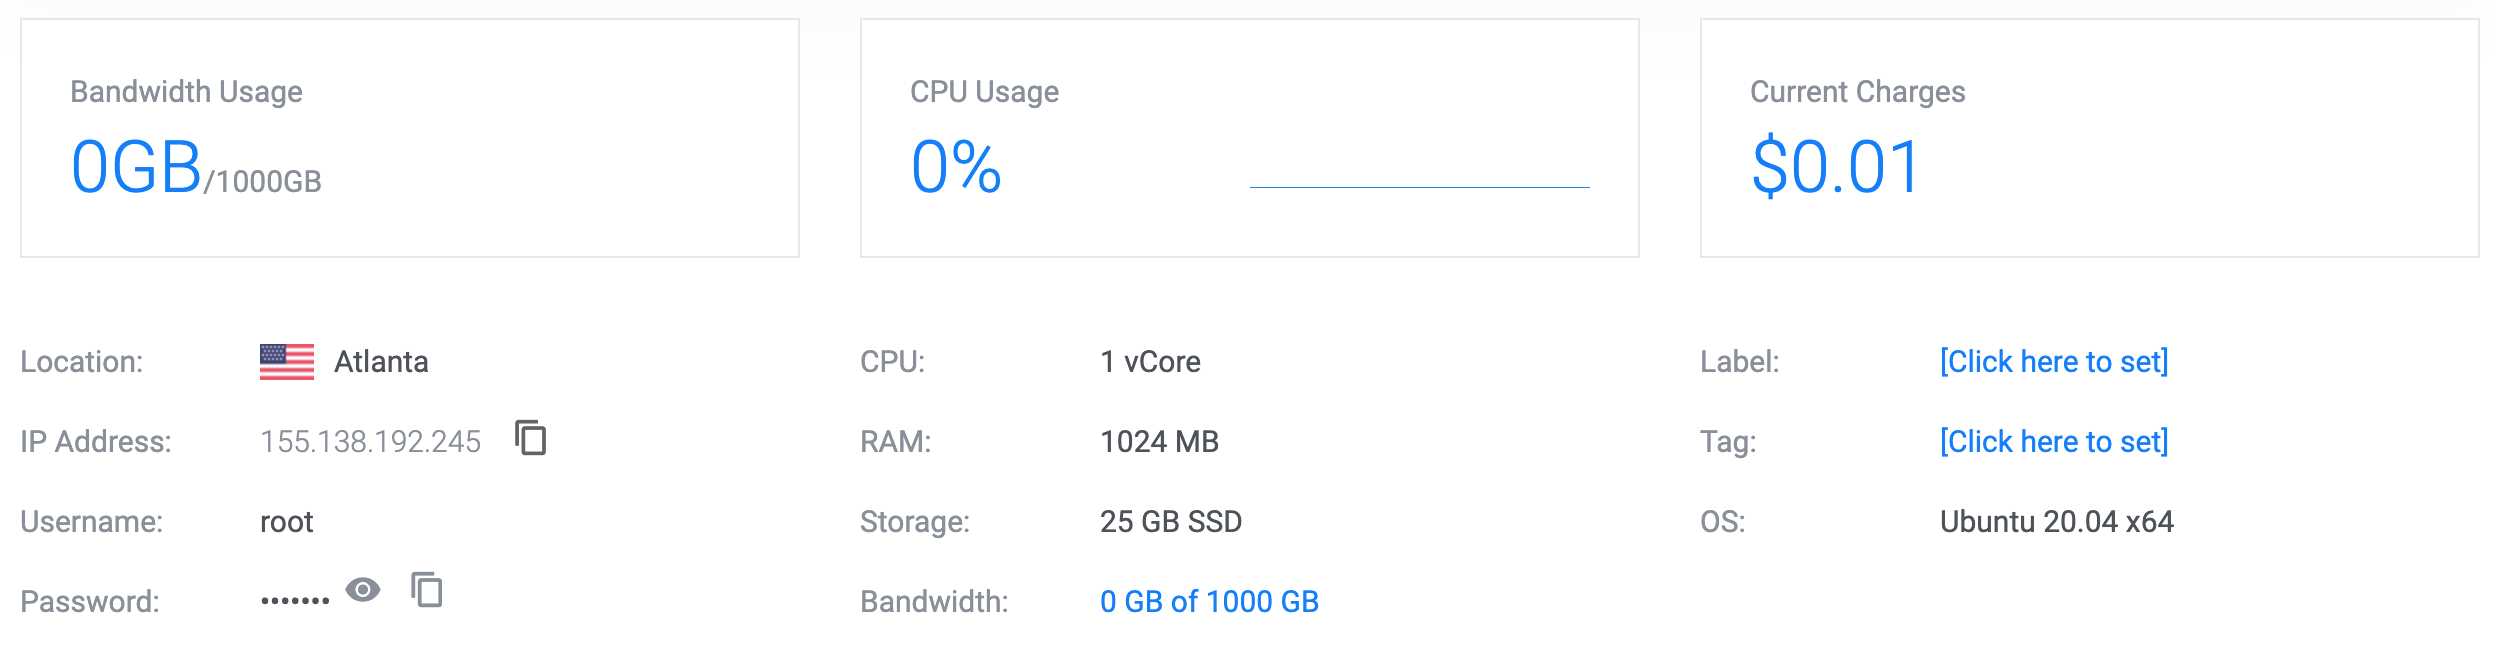 Bandwidth Usage
0GB/1000GB
CPU Usage
0%
Current Charges
$0.01
Location: Atlanta
IP Address: 155.138.192.245
Username: root
Password: •••••••
CPU: 1 vCore
RAM: 1024 MB
Storage: 25 GB SSD
Bandwidth: 0 GB of 1000 GB
Label: [Click here to set]
Tag: [Click here to set]
OS: Ubuntu 20.04 x64